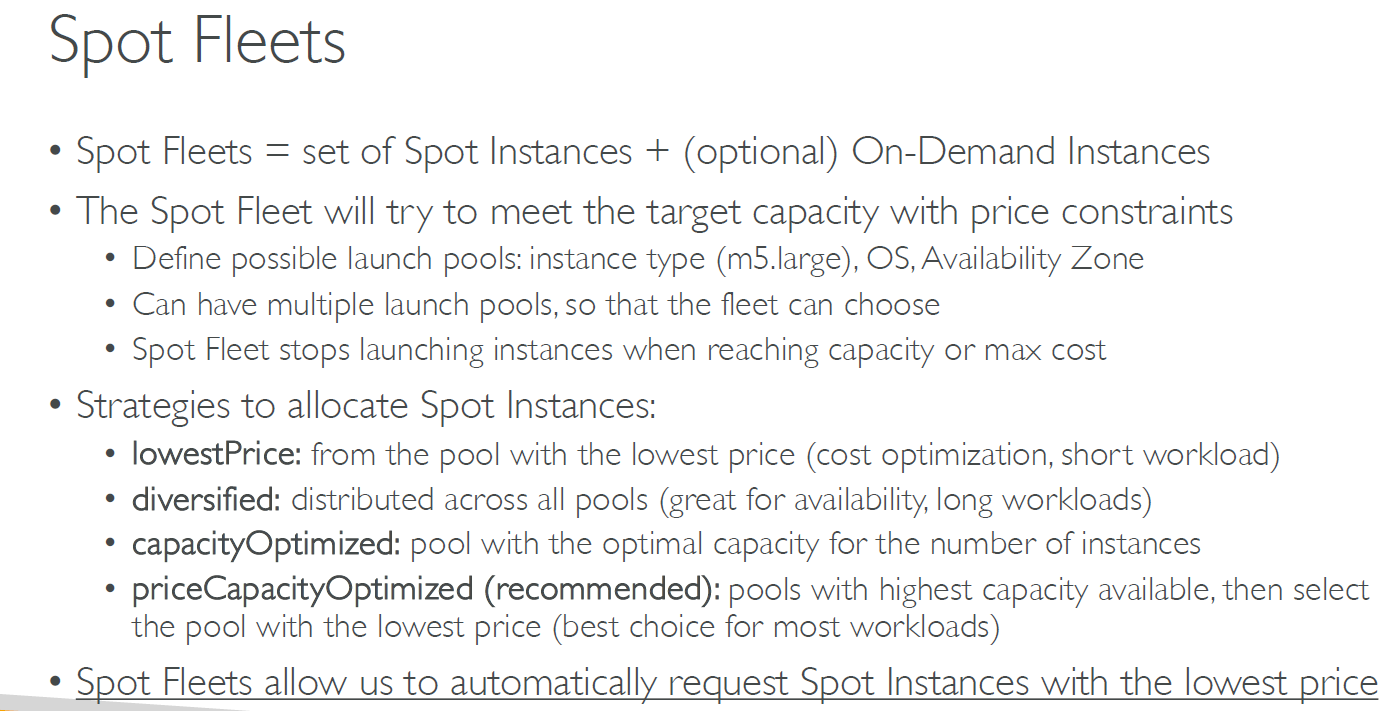 Spot Fleets
• Spot Fleets = set of Spot Instances + (optional) On-Demand Instances
• The Spot Fleet will try to meet the target capacity with price constraints
• Define possible launch pools: instance type (m5.large), OS, Availability Zone
• Can have multiple launch pools, so that the fleet can choose
• Spot Fleet stops launching instances when reaching capacity or max cost
• Strategies to allocate Spot Instances:
• lowestPrice: from the pool with the lowest price (cost optimization, short workload)
• diversified: distributed across all pools (great for availability, long workloads)
• capacityOptimized: pool with the optimal capacity for the number of instances
• priceCapacityOptimized (recommended): pools with highest capacity available, then select
the pool with the lowest price (best choice for most workloads)
• Spot Fleets allow us to automatically request Spot Instances with the lowest price